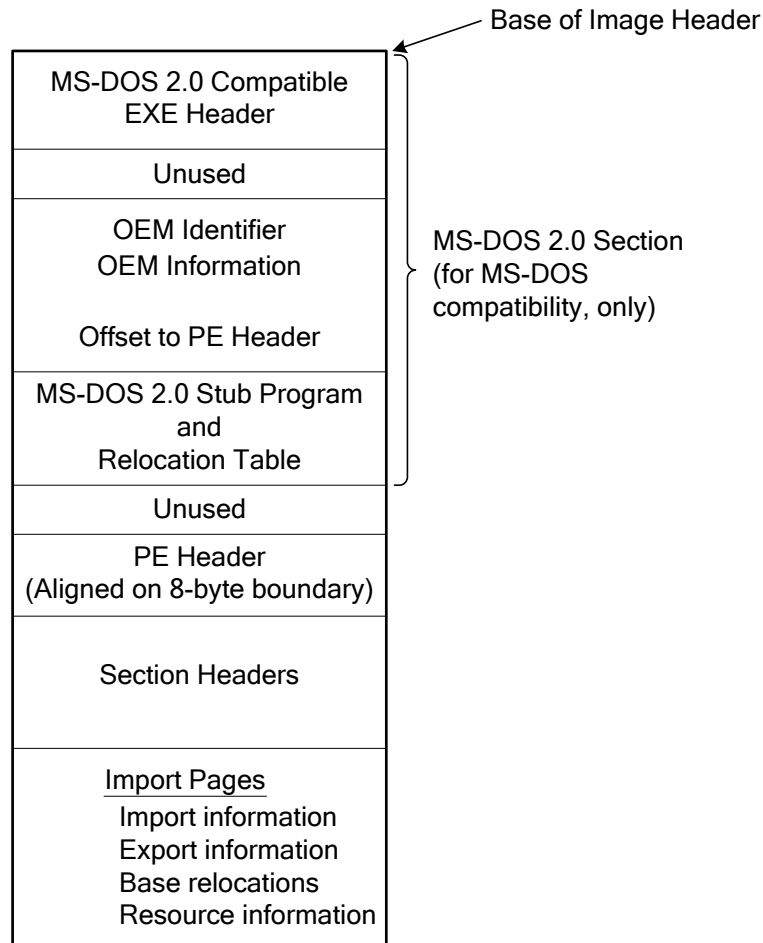 Base of Image Header
MS-DOS 2.0 Compatible
EXE Header
Unused
OEM Identifier
OEM Information
Offset to PE Header
MS-DOS 2.0 Section
(for MS-DOS
compatibility, only)
MS-DOS 2.0 Stub Program
and
Relocation Table
Unused
PE Header
(Aligned on 8-byte boundary)
Section Headers
Import Pages
Import information
Export information
Base relocations
Resource information